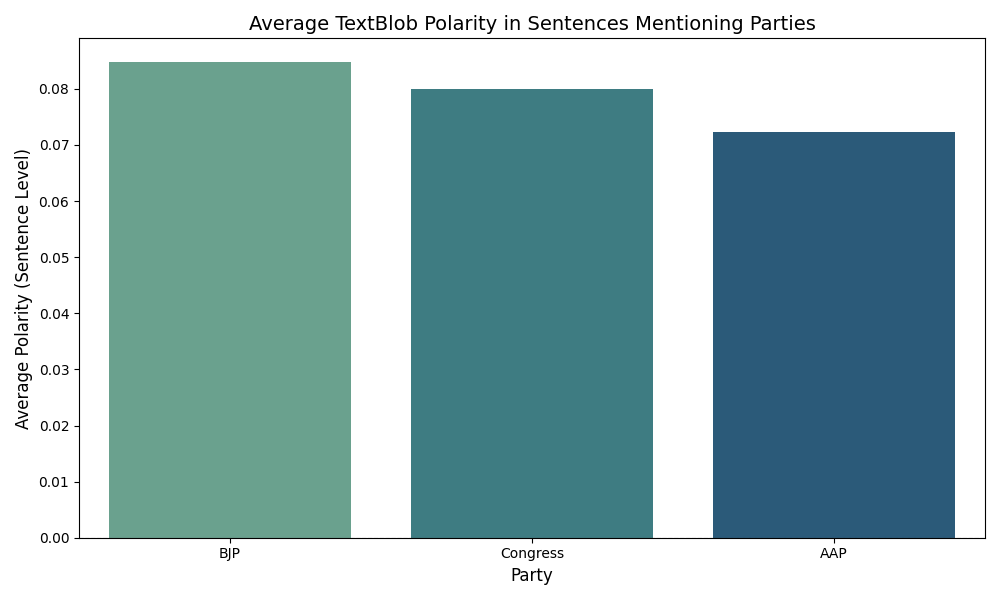 Average TextBlob Polarity in Sentences Mentioning Parties
Average Polarity (Sentence Level)
0.08
0.07
0.06
0.05
0.04
0.03
0.02
0.01
0.00
BJP
Congress
AAP
Party